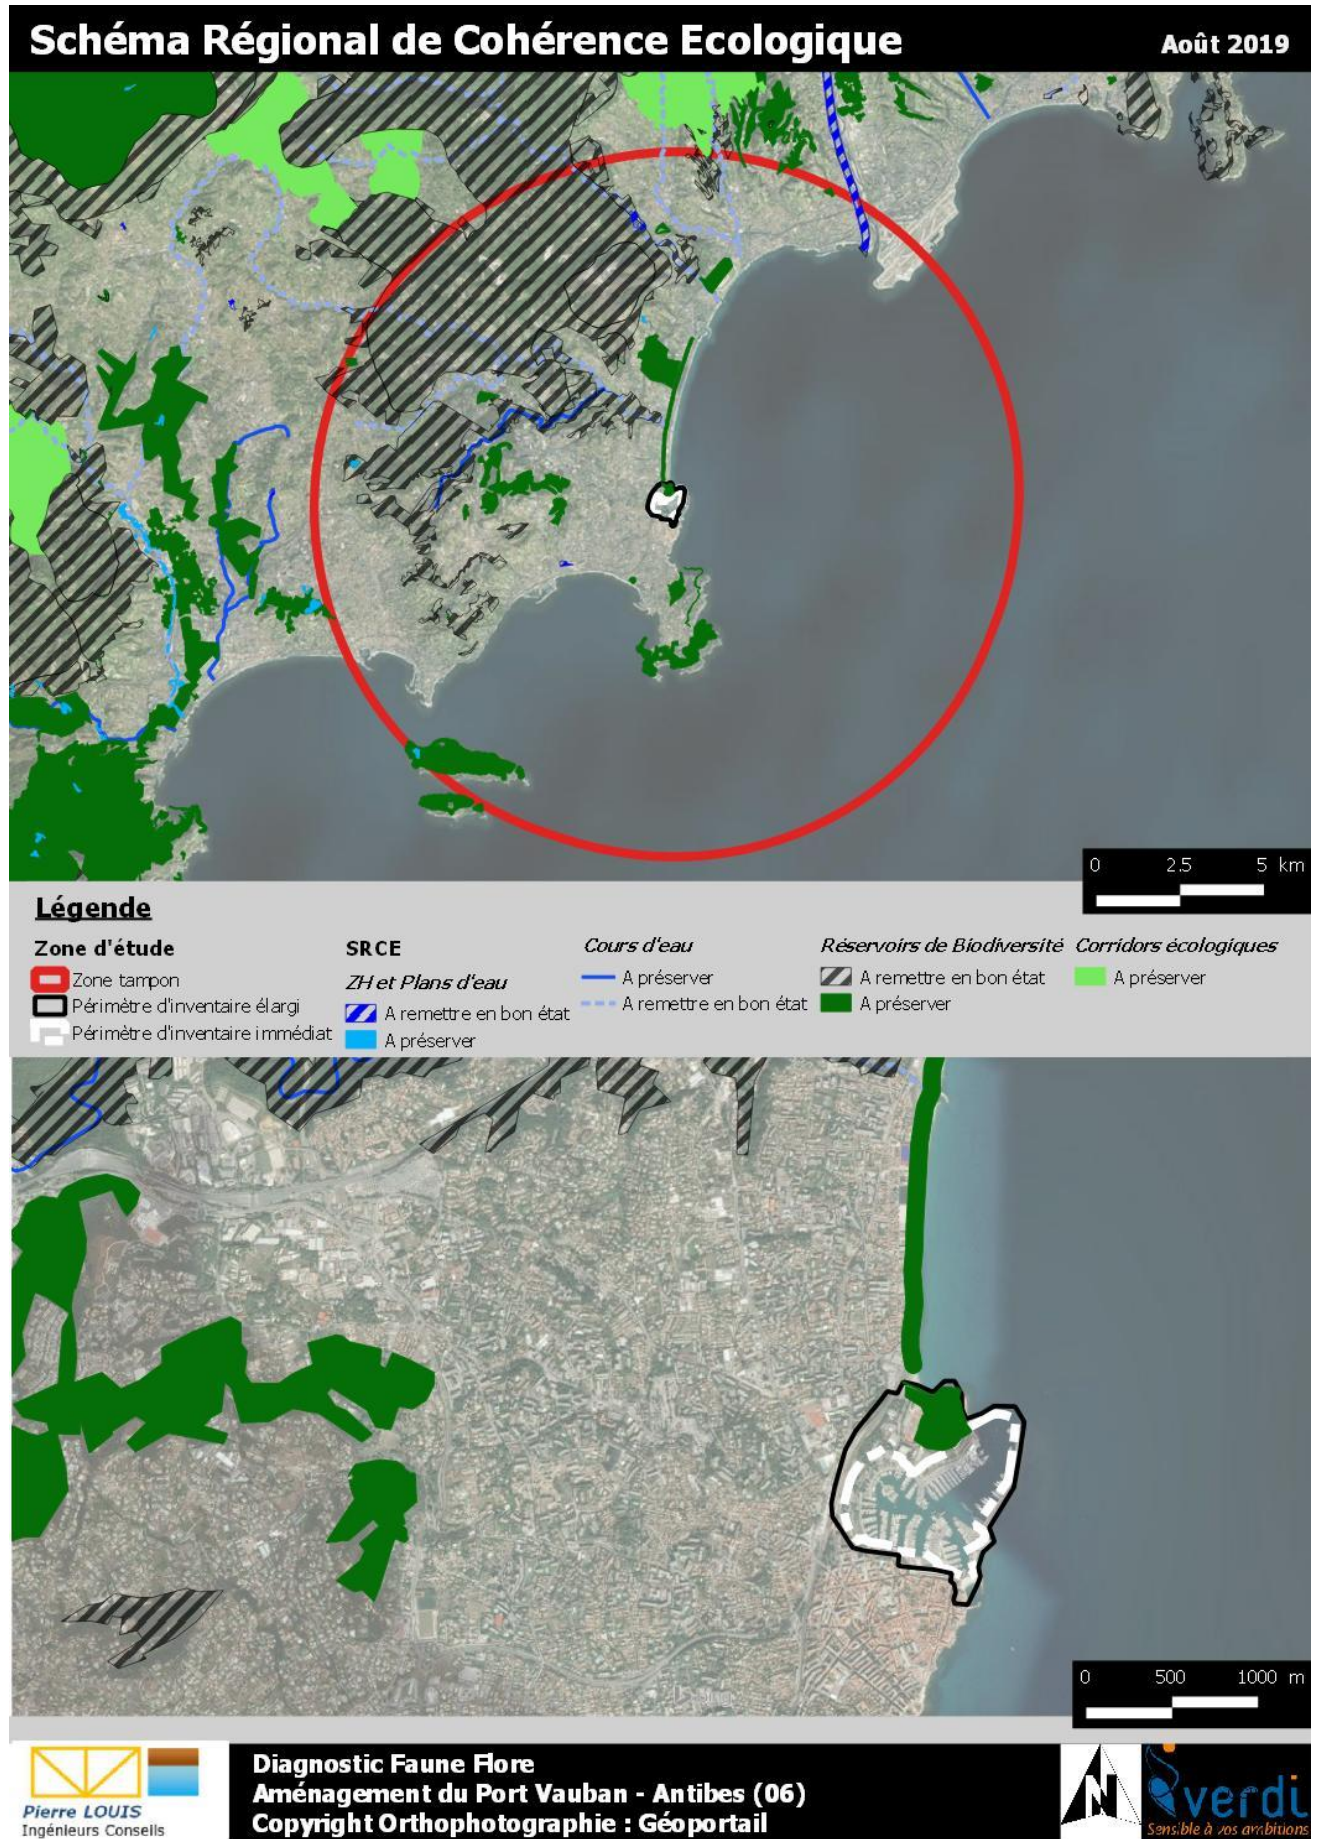 Schéma Régional de Cohérence Ecologique
Août 2019
0 2.5 5 km
Légende
Zone d'étude
Zone tampon
Périmètre d'inventaire élargi
Périmètre d'inventaire immédiat
SRCE
ZH et Plans d'eau
A remettre en bon état
A préserver
Cours d'eau
A préserver
A remettre en bon état
Réservoirs de Biodiversité
A remettre en bon état
A préserver
Corridors écologiques
A préserver
0 500 1000 m
Pierre LOUIS
Ingénieurs Conseils
Diagnostic Faune Flore
Aménagement du Port Vauban - Antibes (06)
Copyright Orthophotographie : Géoportail
N
verdi
Sensible à vos ambitions